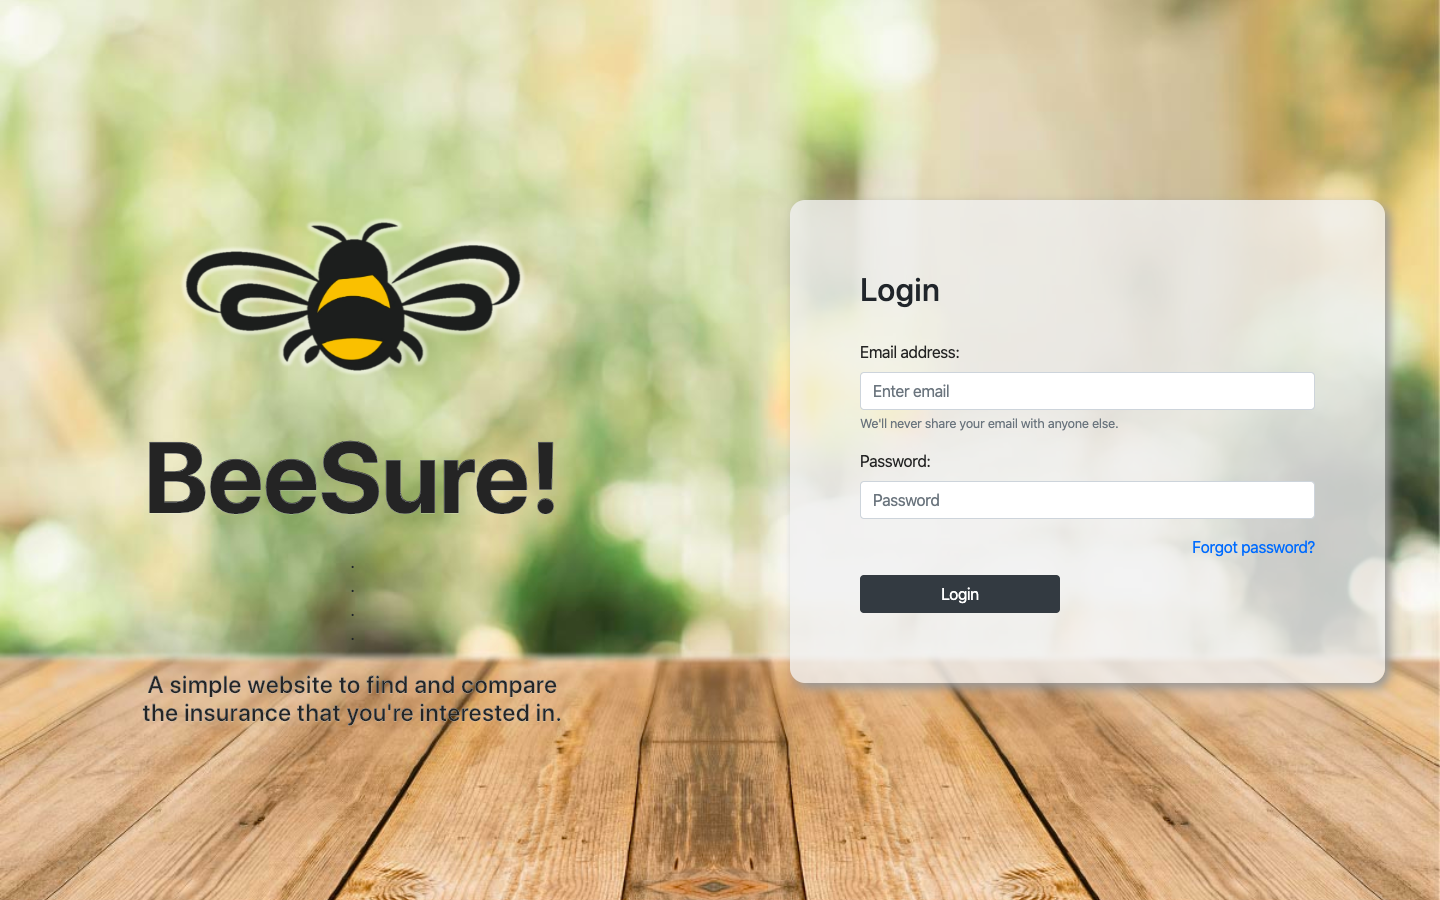 BeeSure!
.
.
.
.
A simple website to find and compare
the insurance that you're interested in.
Login
Email address:
Enter email
We'll never share your email with anyone else.
Password:
Password
Forgot password?
Login